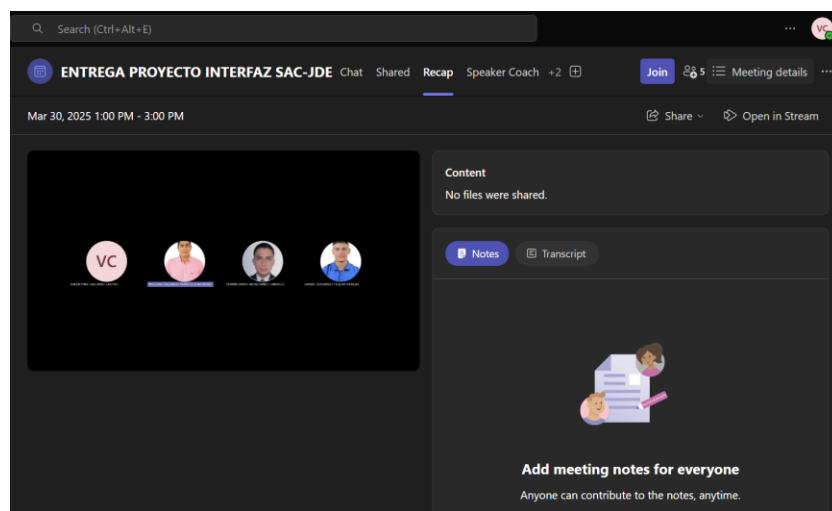 Search (Ctrl+Alt+E)
VC
ENTREGA PROYECTO INTERFAZ SAC-JDE Chat Shared Recap Speaker Coach +2 Join 5 Meeting details
Mar 30, 2025 1:00 PM - 3:00 PM Share Open in Stream
Content
No files were shared.
VC
Notes Transcript
Add meeting notes for everyone
Anyone can contribute to the notes, anytime.